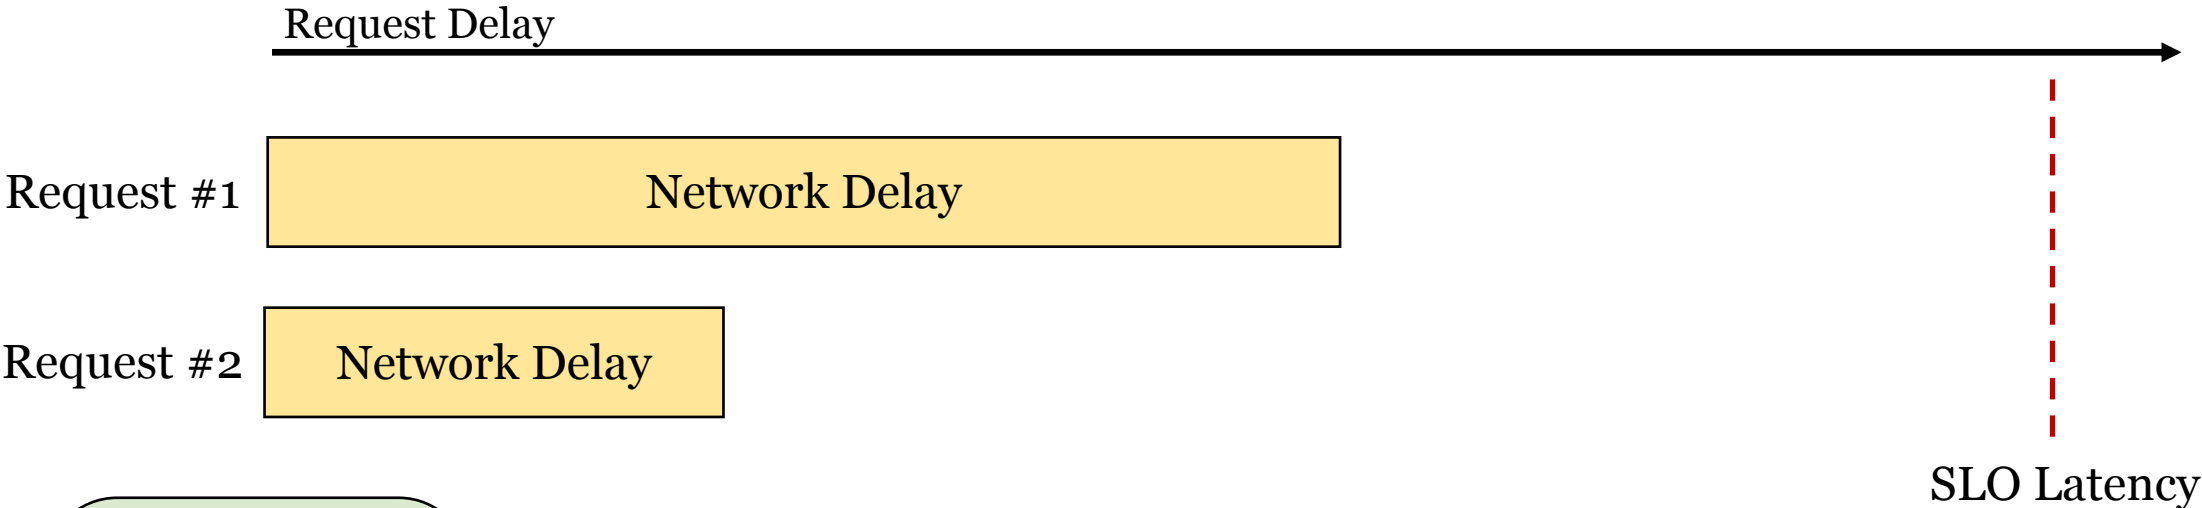 Request Delay
Request #1
Network Delay
Request #2
Network Delay
SLO Latency